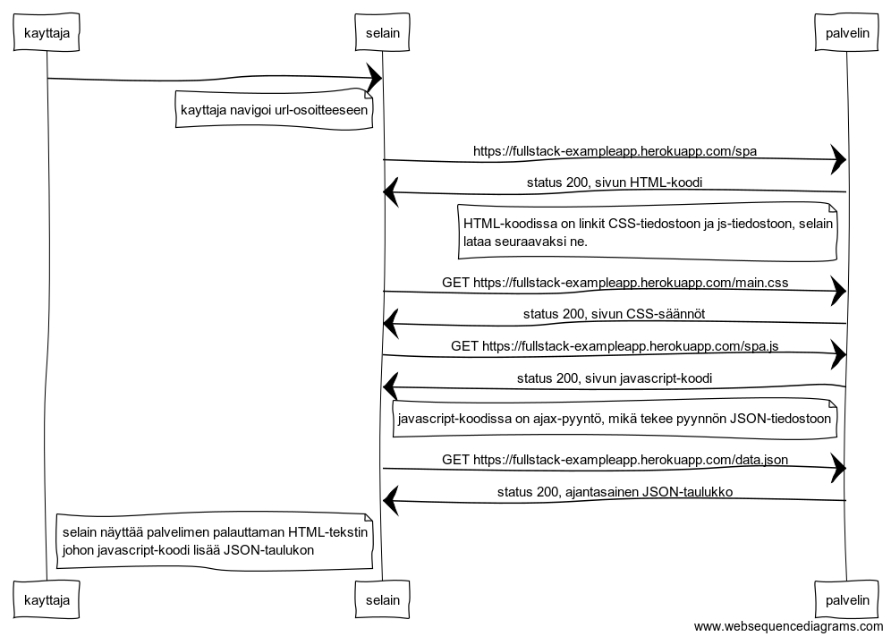 kayttaja
selain
palvelin
kayttaja navigoi url-osoitteeseen
https://fullstack-exampleapp.herokuapp.com/spa
status 200, sivun HTML-koodi
HTML-koodissa on linkit CSS-tiedostoon ja js-tiedostoon, selain
lataa seuraavaksi ne.
GET https://fullstack-exampleapp.herokuapp.com/main.css
status 200, sivun CSS-säännöt
GET https://fullstack-exampleapp.herokuapp.com/spa.js
status 200, sivun javascript-koodi
javascript-koodissa on ajax-pyyntö, mikä tekee pyynnön JSON-tiedostoon
GET https://fullstack-exampleapp.herokuapp.com/data.json
status 200, ajantasainen JSON-taulukko
selain näyttää palvelimen palauttaman HTML-tekstin
johon javascript-koodi lisää JSON-taulukon
kayttaja
selain
palvelin
www.websequencediagrams.com